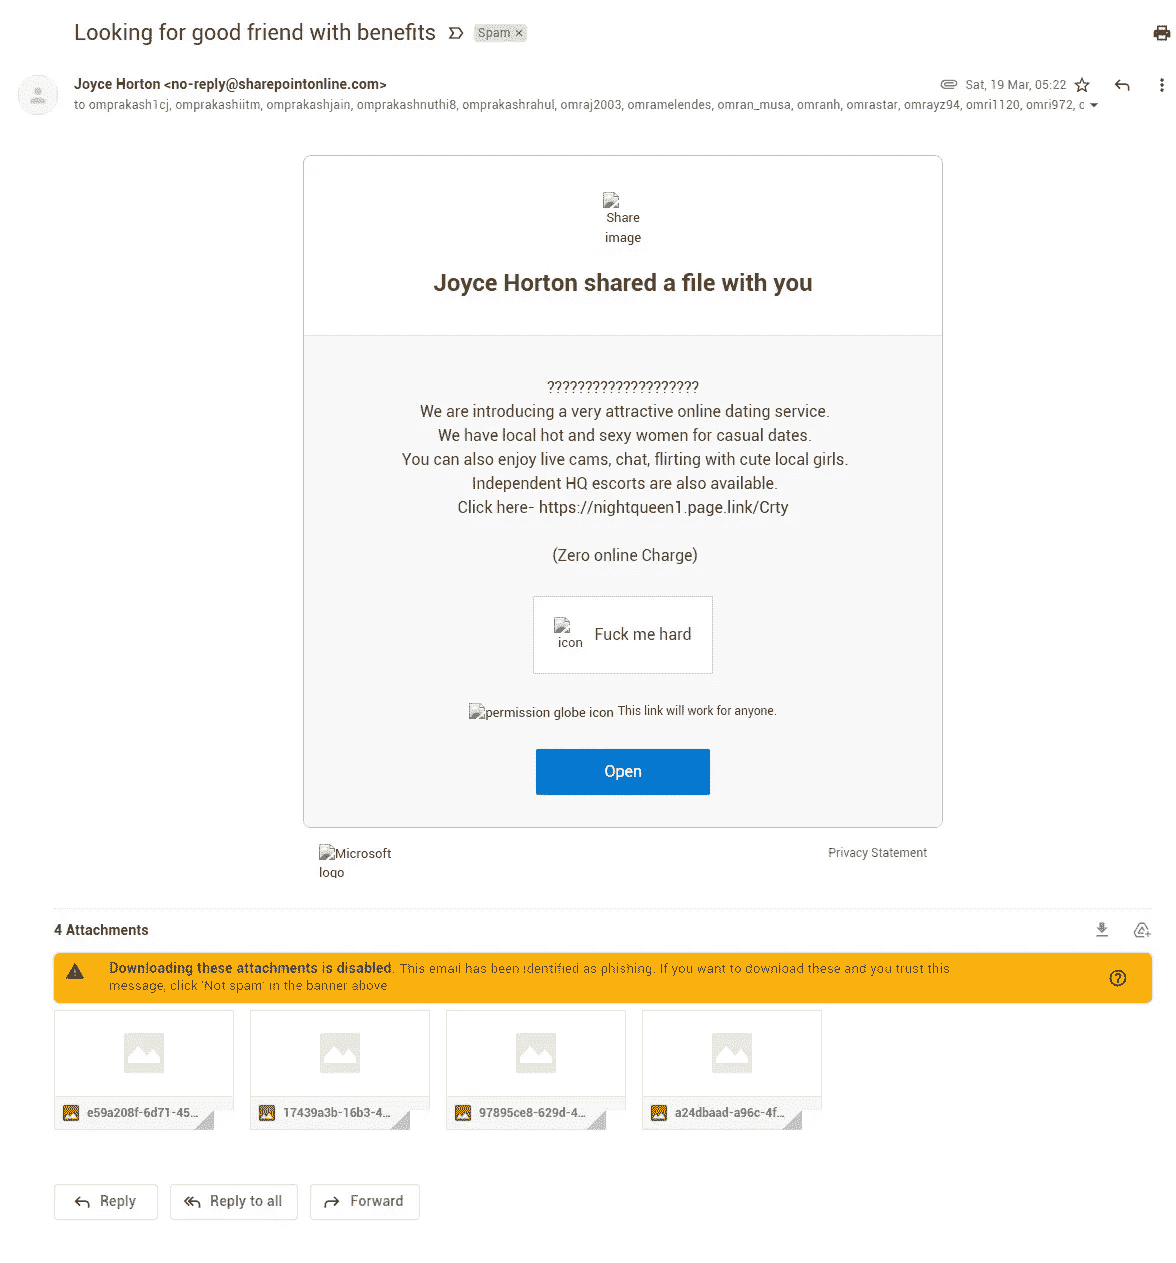 Looking for good friend with benefits Spam ×
Joyce Horton <no-reply@sharepointonline.com> Sat, 19 Mar, 05:22
to omprakash1cj, omprakashiitm, omprakashjain, omprakashnuthi8, omprakashrahul, omraj2003, omramelendes, omran_musa, omranh, omrastar, omrayz94, omri1120, omri972, c
Share
image
Joyce Horton shared a file with you
????????????????????
We are introducing a very attractive online dating service.
We have local hot and sexy women for casual dates.
You can also enjoy live cams, chat, flirting with cute local girls.
Independent HQ escorts are also available.
Click here- https://nightqueen1.page.link/Crty
(Zero online Charge)
icon Fuck me hard
permission globe icon This link will work for anyone.
Open
Microsoft
logo
Privacy Statement
4 Attachments
Downloading these attachments is disabled. This email has been identified as phishing. If you want to download these and you trust this
message, click 'Not spam' in the banner above
e59a208f-6d71-45... 17439a3b-16b3-4... 97895ce8-629d-4... a24dbaad-a96c-4f...
Reply Reply to all Forward